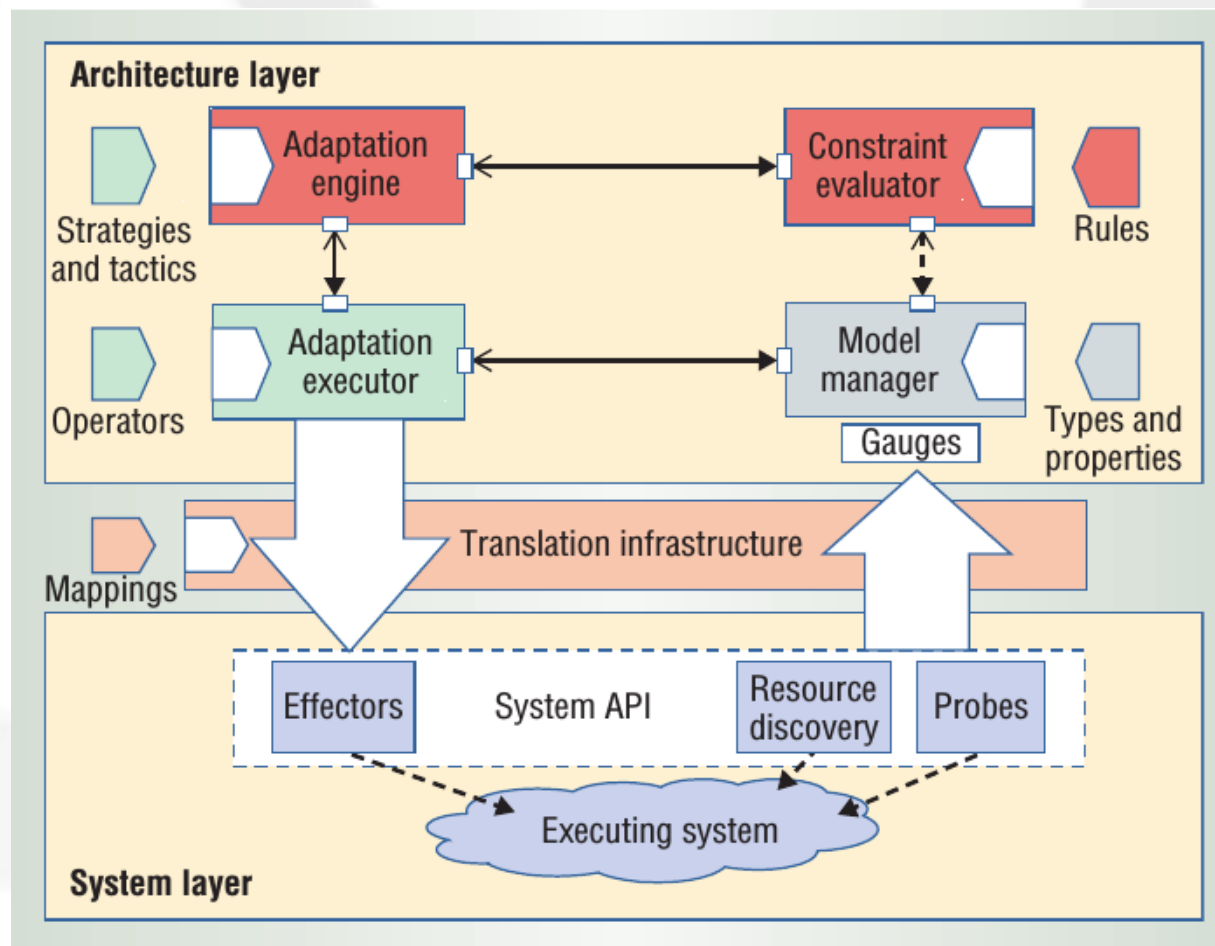 Architecture layer
Adaptation
engine
Constraint
evaluator
Strategies
and tactics
Rules
Adaptation
executor
Model
manager
Operators
Gauges
Types and
properties
Translation infrastructure
Mappings
Effectors
System API
Resource
discovery
Probes
Executing system
System layer